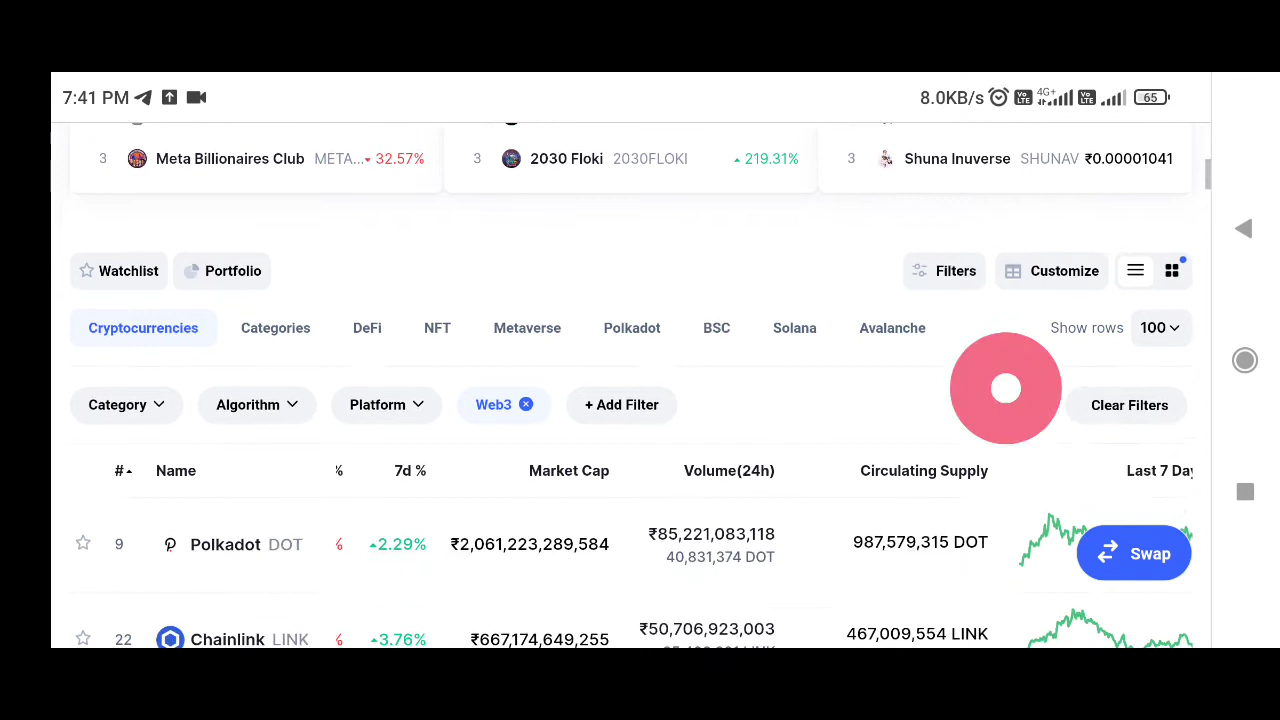 7:41 PM 8.0KB/s Vo LTE 4G+ Vo LTE 65
3 Meta Billionaires Club META... 32.57% 3 2030 Floki 2030FLOKI 219.31% 3 Shuna Inuverse SHUNAV ₹0.00001041
Watchlist Portfolio Filters Customize
Cryptocurrencies Categories DeFi NFT Metaverse Polkadot BSC Solana Avalanche Show rows 100
Category Algorithm Platform Web3 + Add Filter Clear Filters
# Name % 7d % Market Cap Volume(24h) Circulating Supply Last 7 Day
9 Polkadot DOT % 2.29% ₹2,061,223,289,584 ₹85,221,083,118 987,579,315 DOT
40,831,374 DOT
Swap
22 Chainlink LINK % 3.76% ₹667,174,649,255 ₹50,706,923,003 467,009,554 LINK